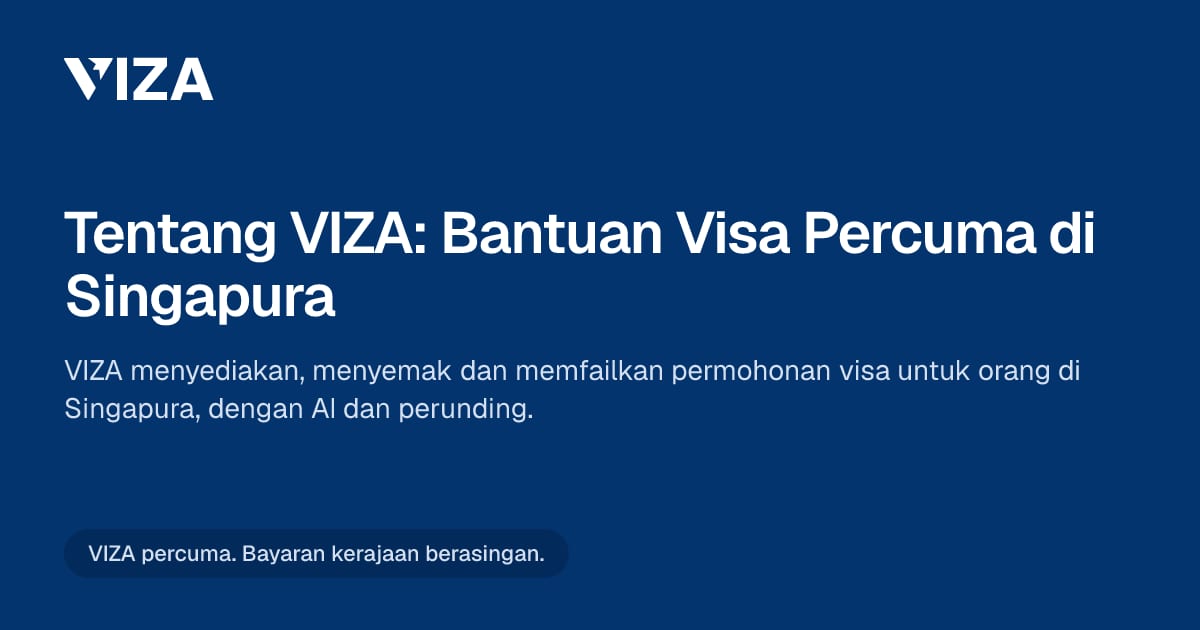 VIZA
Tentang VIZA: Bantuan Visa Percuma di
Singapura
VIZA menyediakan, menyemak dan memfailkan permohonan visa untuk orang di
Singapura, dengan AI dan perunding.
VIZA percuma. Bayaran kerajaan berasingan.